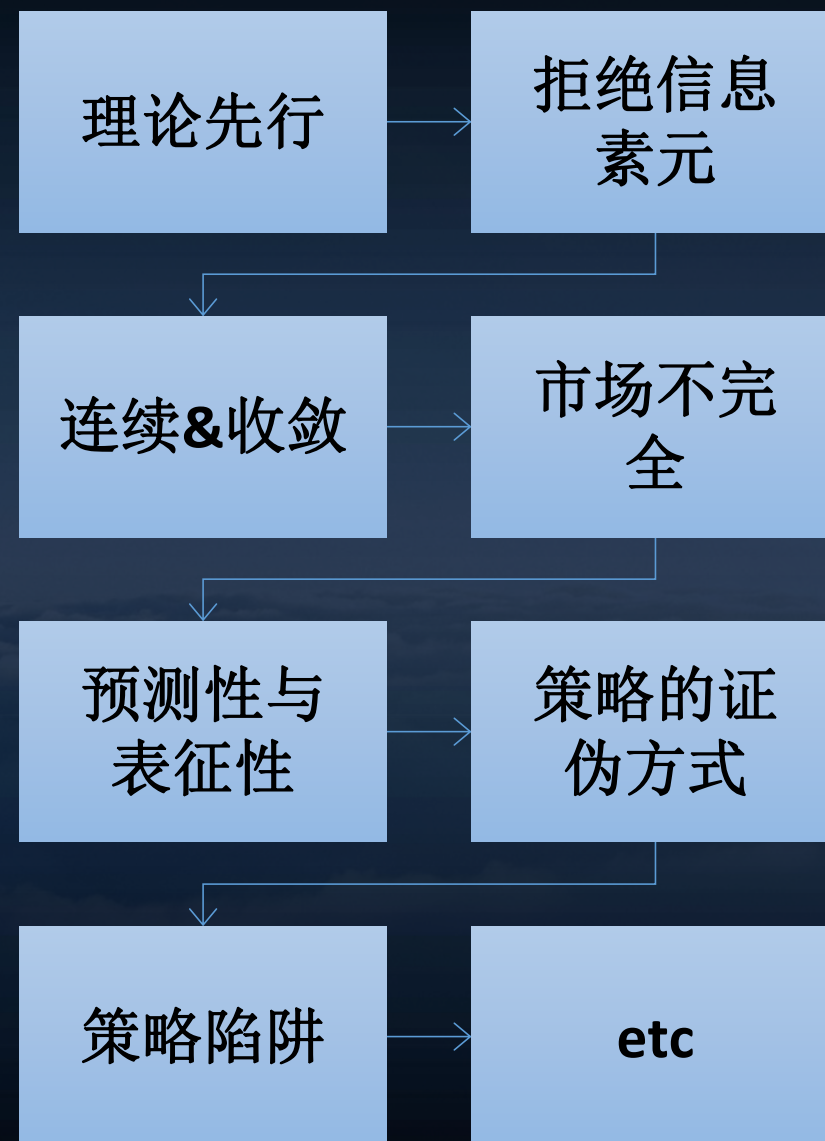 理论先行
拒绝信息
素元
连续&收敛
市场不完
全
预测性与
表征性
策略的证
伪方式
策略陷阱
etc